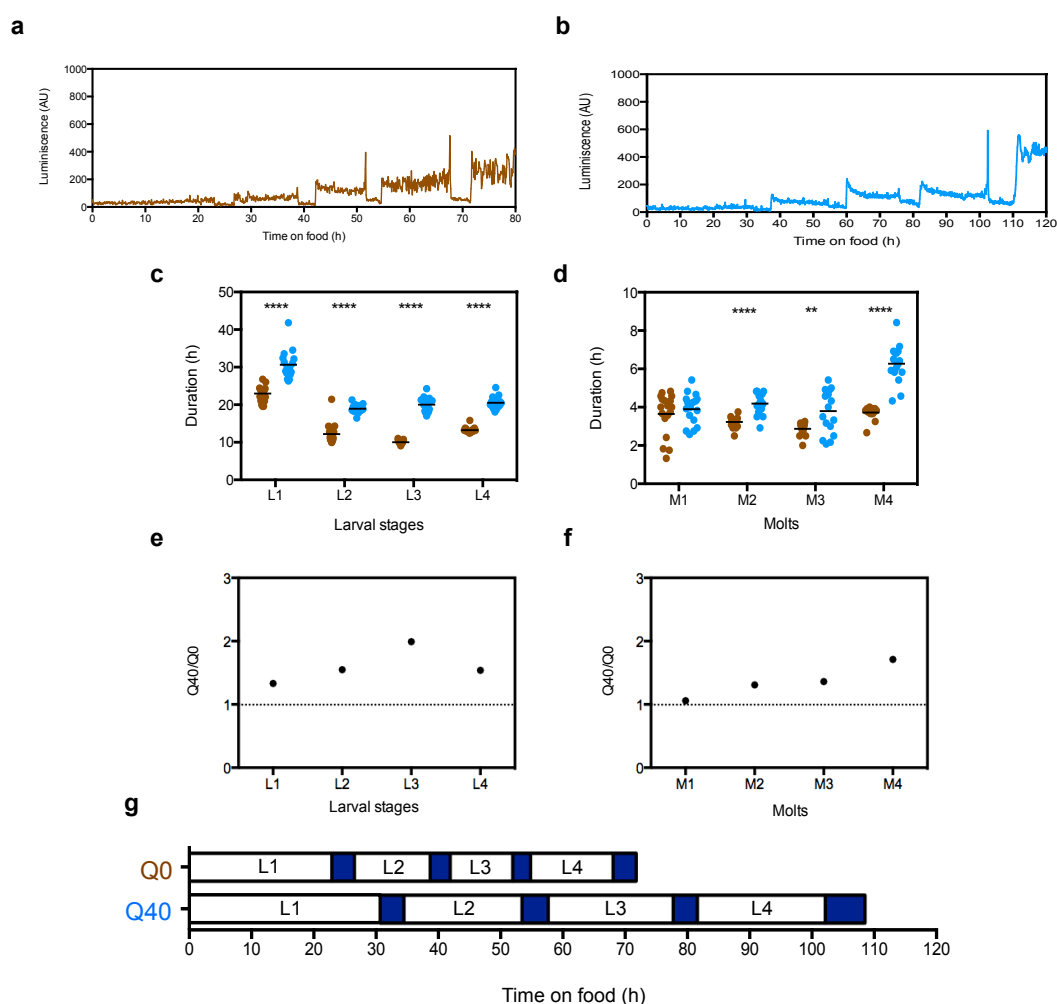 a
b
1000
800
600
400
200
0
Luminiscence (AU)
0 10 20 30 40 50 60 70 80
Time on food (h)
1000
800
600
400
200
0
Luminiscence (AU)
0 10 20 30 40 50 60 70 80 90 100 110 120
Time on food (h)
c
50
40
30
20
10
0
Duration (h)
**** **** **** ****
L1 L2 L3 L4
Larval stages
d
10
8
6
4
2
0
Duration (h)
**** ** ****
M1 M2 M3 M4
Molts
e
3
2
1
0
Q40/Q0
L1 L2 L3 L4
Larval stages
f
3
2
1
0
Q40/Q0
M1 M2 M3 M4
Molts
g
Q0 L1 L2 L3 L4
Q40 L1 L2 L3 L4
0 10 20 30 40 50 60 70 80 90 100 110 120
Time on food (h)